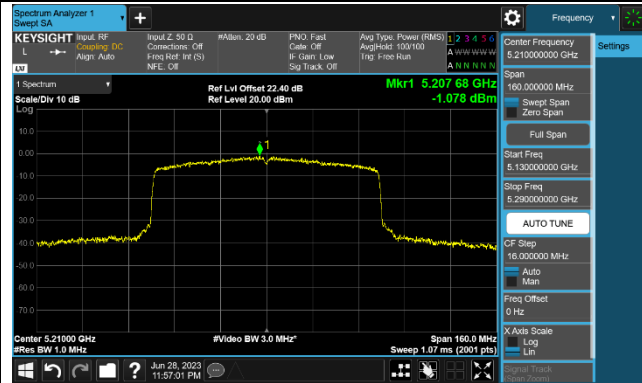 Spectrum Analyzer 1
Swept SA
Frequency
KEYSIGHT
L
LXI
Input: RF
Coupling: DC
Align: Auto
Input Z: 50 Ω
Corrections: Off
Freq Ref: Int (S)
NFE: Off
#Atten: 20 dB
PNO: Fast
Gate: Off
IF Gain: Low
Sig Track: Off
Avg Type: Power (RMS)
Avg|Hold: 100/100
Trig: Free Run
1 2 3 4 5 6
A W W W W W
A N N N N N
1 Spectrum
Scale/Div 10 dB
Log
Ref Lvl Offset 22.40 dB
Ref Level 20.00 dBm
Mkr1 5.207 68 GHz
-1.078 dBm
10.0
0.00
-10.0
-20.0
-30.0
-40.0
-50.0
-60.0
-70.0
1
Center 5.21000 GHz
#Res BW 1.0 MHz
#Video BW 3.0 MHz*
Span 160.0 MHz
Sweep 1.07 ms (2001 pts)
Jun 28, 2023
11:57:01 PM
Center Frequency
5.210000000 GHz
Span
160.000000 MHz
Swept Span
Zero Span
Full Span
Start Freq
5.130000000 GHz
Stop Freq
5.290000000 GHz
AUTO TUNE
CF Step
16.000000 MHz
Auto
Man
Freq Offset
0 Hz
X Axis Scale
Log
Lin
Signal Track
(Span Zoom)
Settings